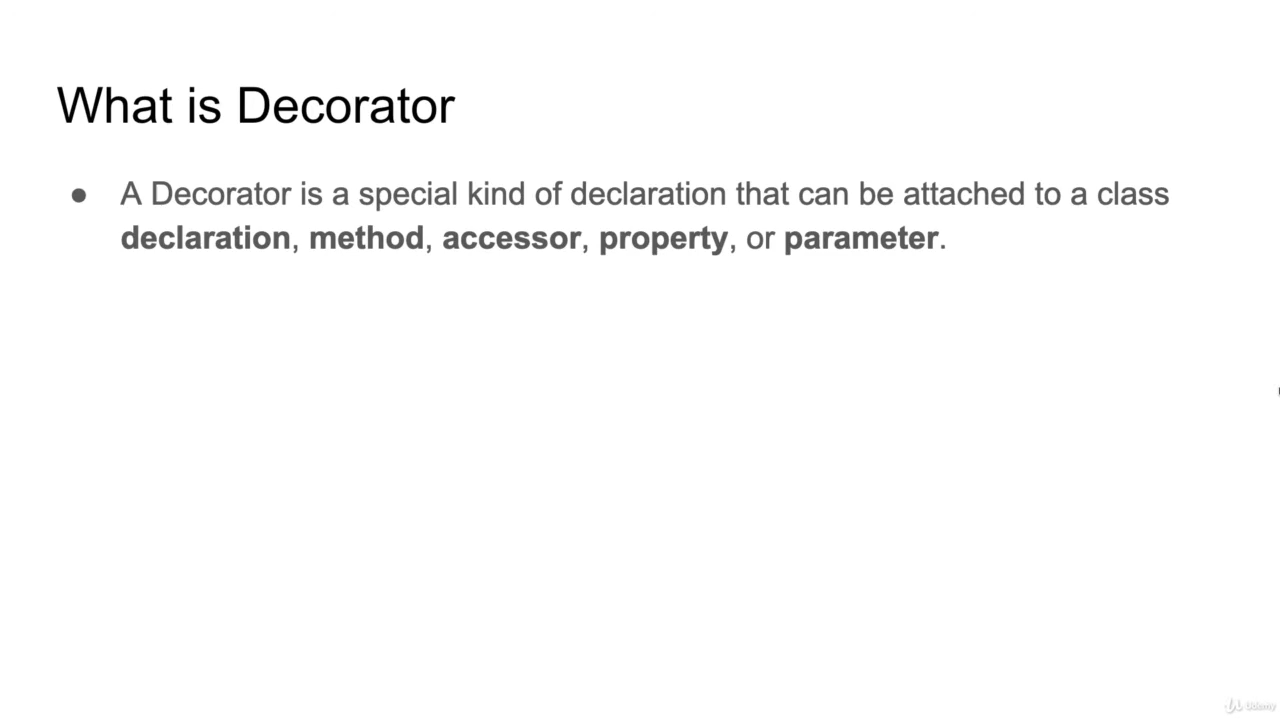 What is Decorator
● A Decorator is a special kind of declaration that can be attached to a class
declaration, method, accessor, property, or parameter.
Udemy